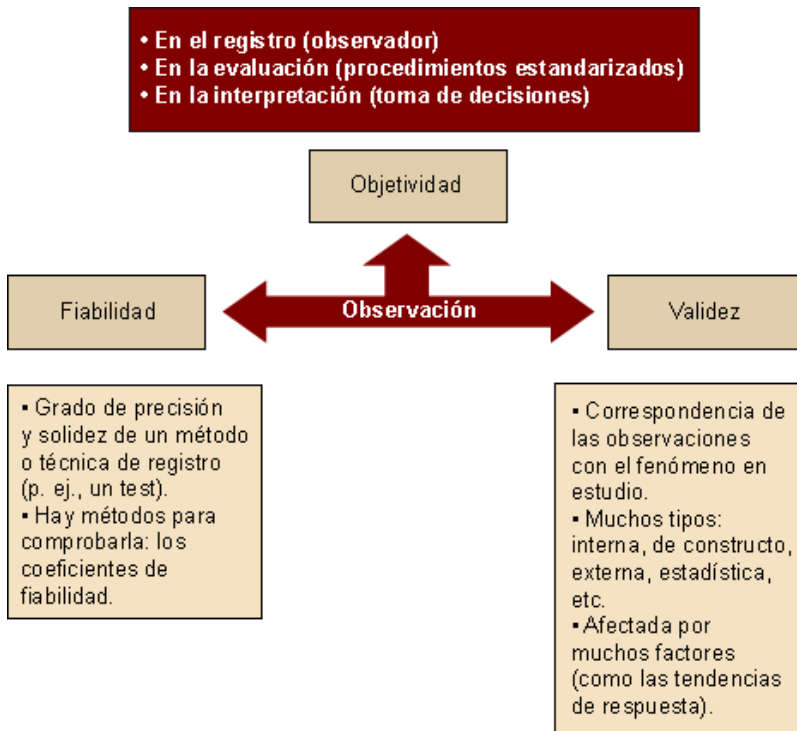 • En el registro (observador)
• En la evaluación (procedimientos estandarizados)
• En la interpretación (toma de decisiones)
Objetividad
Fiabilidad
Observación
Validez
▪ Grado de precisión
y solidez de un método
o técnica de registro
(p. ej., un test).
▪ Hay métodos para
comprobarla: los
coeficientes de
fiabilidad.
▪ Correspondencia de
las observaciones
con el fenómeno en
estudio.
▪ Muchos tipos:
interna, de constructo,
externa, estadística,
etc.
▪ Afectada por
muchos factores
(como las tendencias
de respuesta).